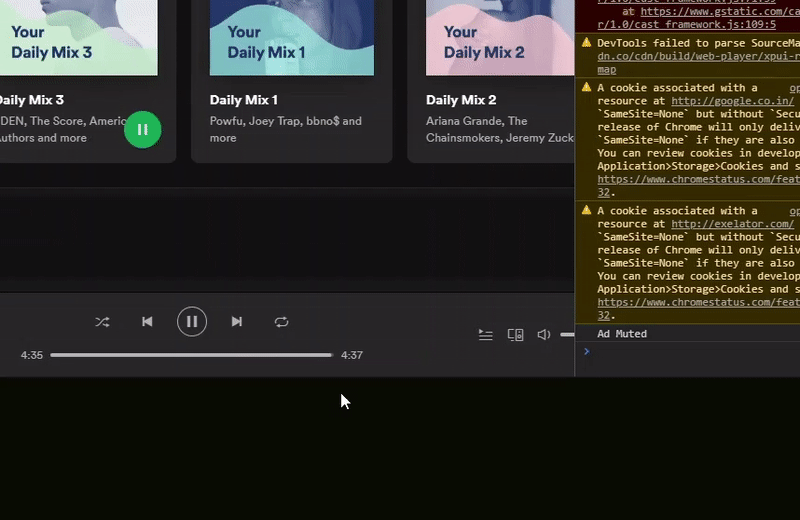 Your
Daily Mix 3
Your
Daily Mix 1
Your
Daily Mix 2
Daily Mix 3
DEN, The Score, Americ
Authors and more
Daily Mix 1
Powfu, Joey Trap, bbno$ and
more
Daily Mix 2
Ariana Grande, The
Chainsmokers, Jeremy Zuck
4:35
4:37
at https://www.gstatic.com/ca
r/1.0/cast_framework.js:109:5
DevTools failed to parse SourceMa
dn.co/cdn/build/web-player/xpui-r
map
A cookie associated with a op
resource at http://google.co.in/
`SameSite=None` but without `Secu
release of Chrome will only deliv
`SameSite=None` if they are also
You can review cookies in develop
Application>Storage>Cookies and s
https://www.chromestatus.com/feat
32.
A cookie associated with a op
resource at http://exelator.com/
`SameSite=None` but without `Secu
release of Chrome will only deliv
`SameSite=None` if they are also
You can review cookies in develop
Application>Storage>Cookies and s
https://www.chromestatus.com/feat
32.
Ad Muted